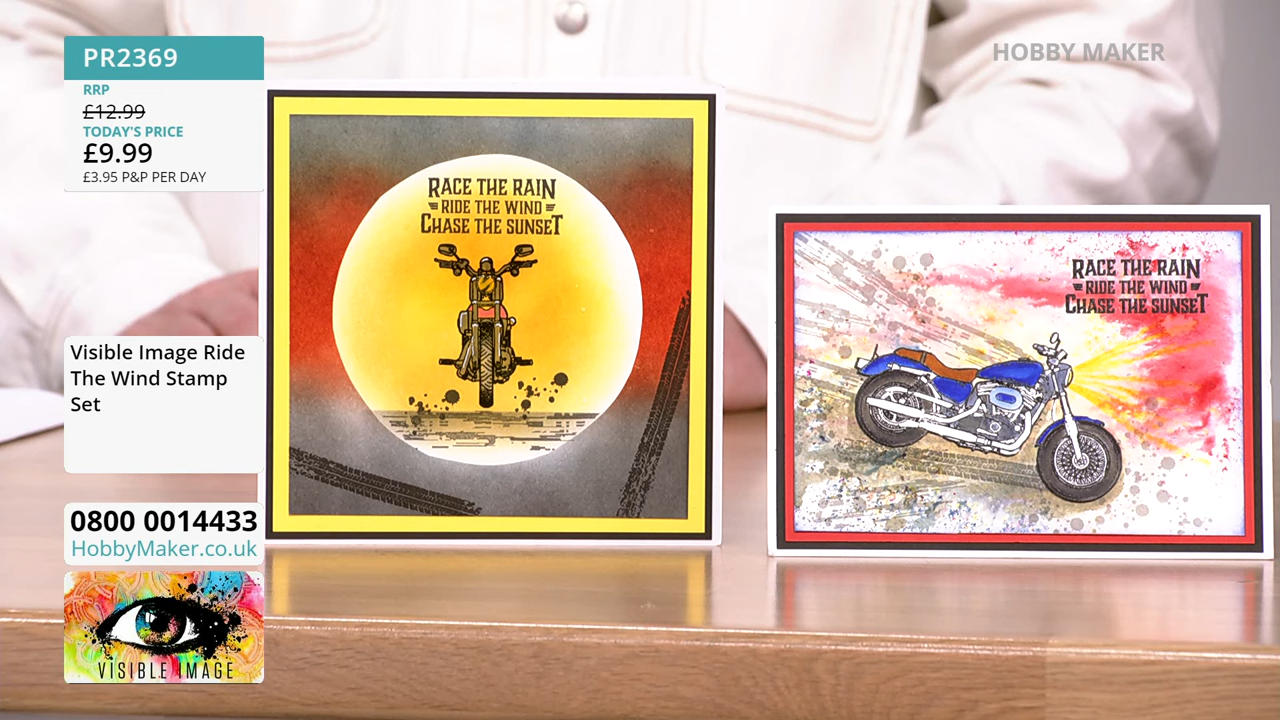 PR2369
RRP
£12.99
TODAY'S PRICE
£9.99
£3.95 P&P PER DAY
Visible Image Ride
The Wind Stamp
Set
0800 0014433
HobbyMaker.co.uk
VISIBLE IMAGE
HOBBY MAKER
RACE THE RAIN
RIDE THE WIND
CHASE THE SUNSET
RACE THE RAIN
RIDE THE WIND
CHASE THE SUNSET